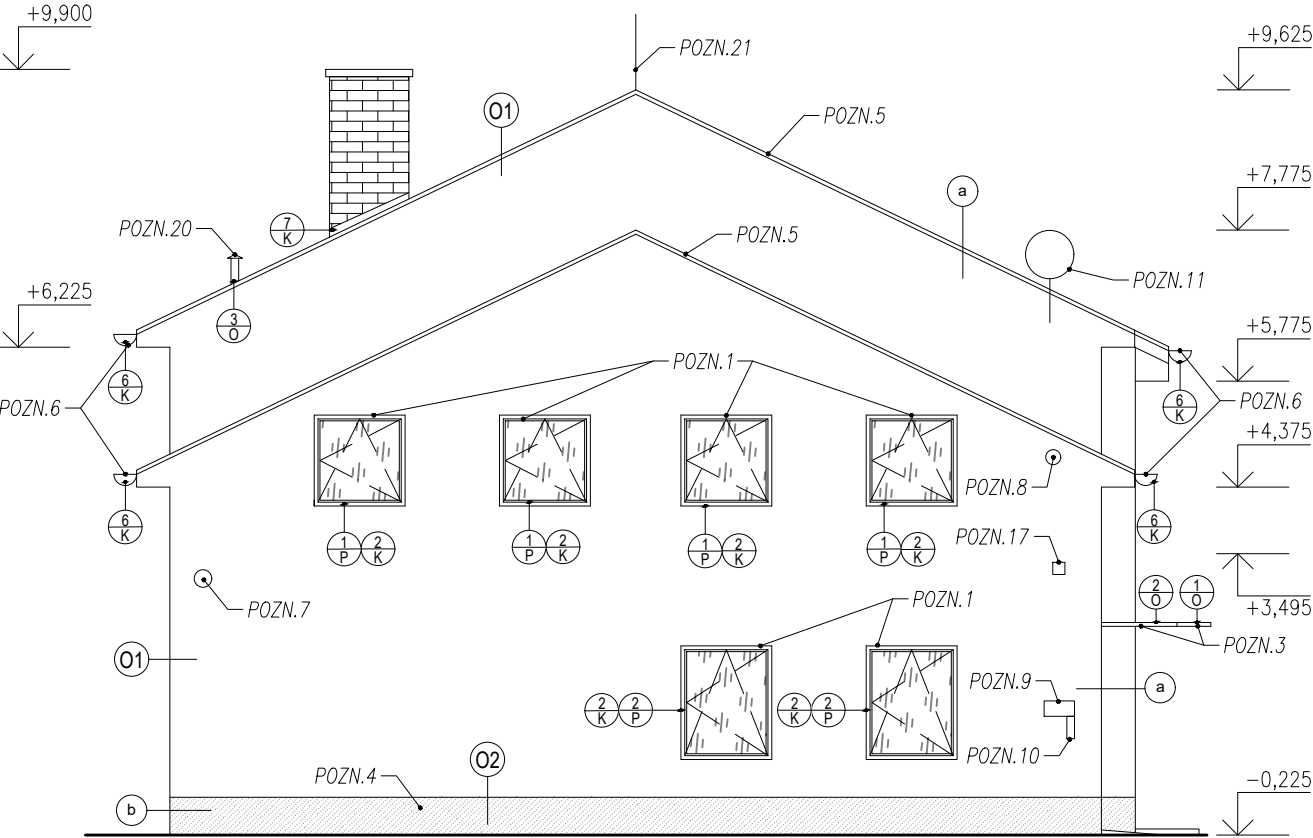 +9,900
+9,625
POZN.21
O1
POZN.5
+7,775
a
POZN.20
7
K
POZN.5
POZN.11
+6,225
3
O
+5,775
POZN.1
6
K
POZN.6
6
K
POZN.6
+4,375
POZN.8
6
K
6
K
1
P
2
K
1
P
2
K
1
P
2
K
1
P
2
K
POZN.17
POZN.7
2
O
1
O
POZN.1
+3,495
POZN.3
O1
POZN.9
a
2
K
2
P
2
K
2
P
POZN.10
O2
POZN.4
-0,225
b